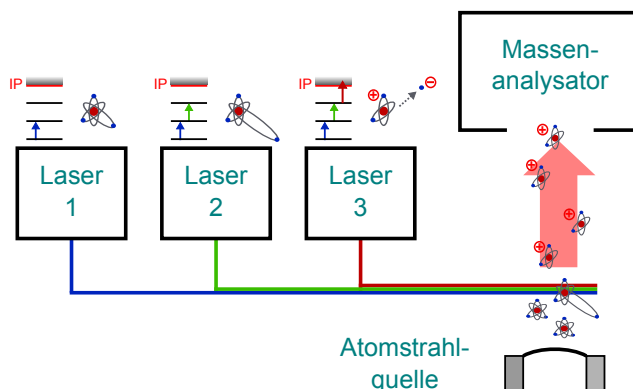 IP
IP
IP
Laser
1
Laser
2
Laser
3
Massen-
analysator
Atomstrahl-
quelle